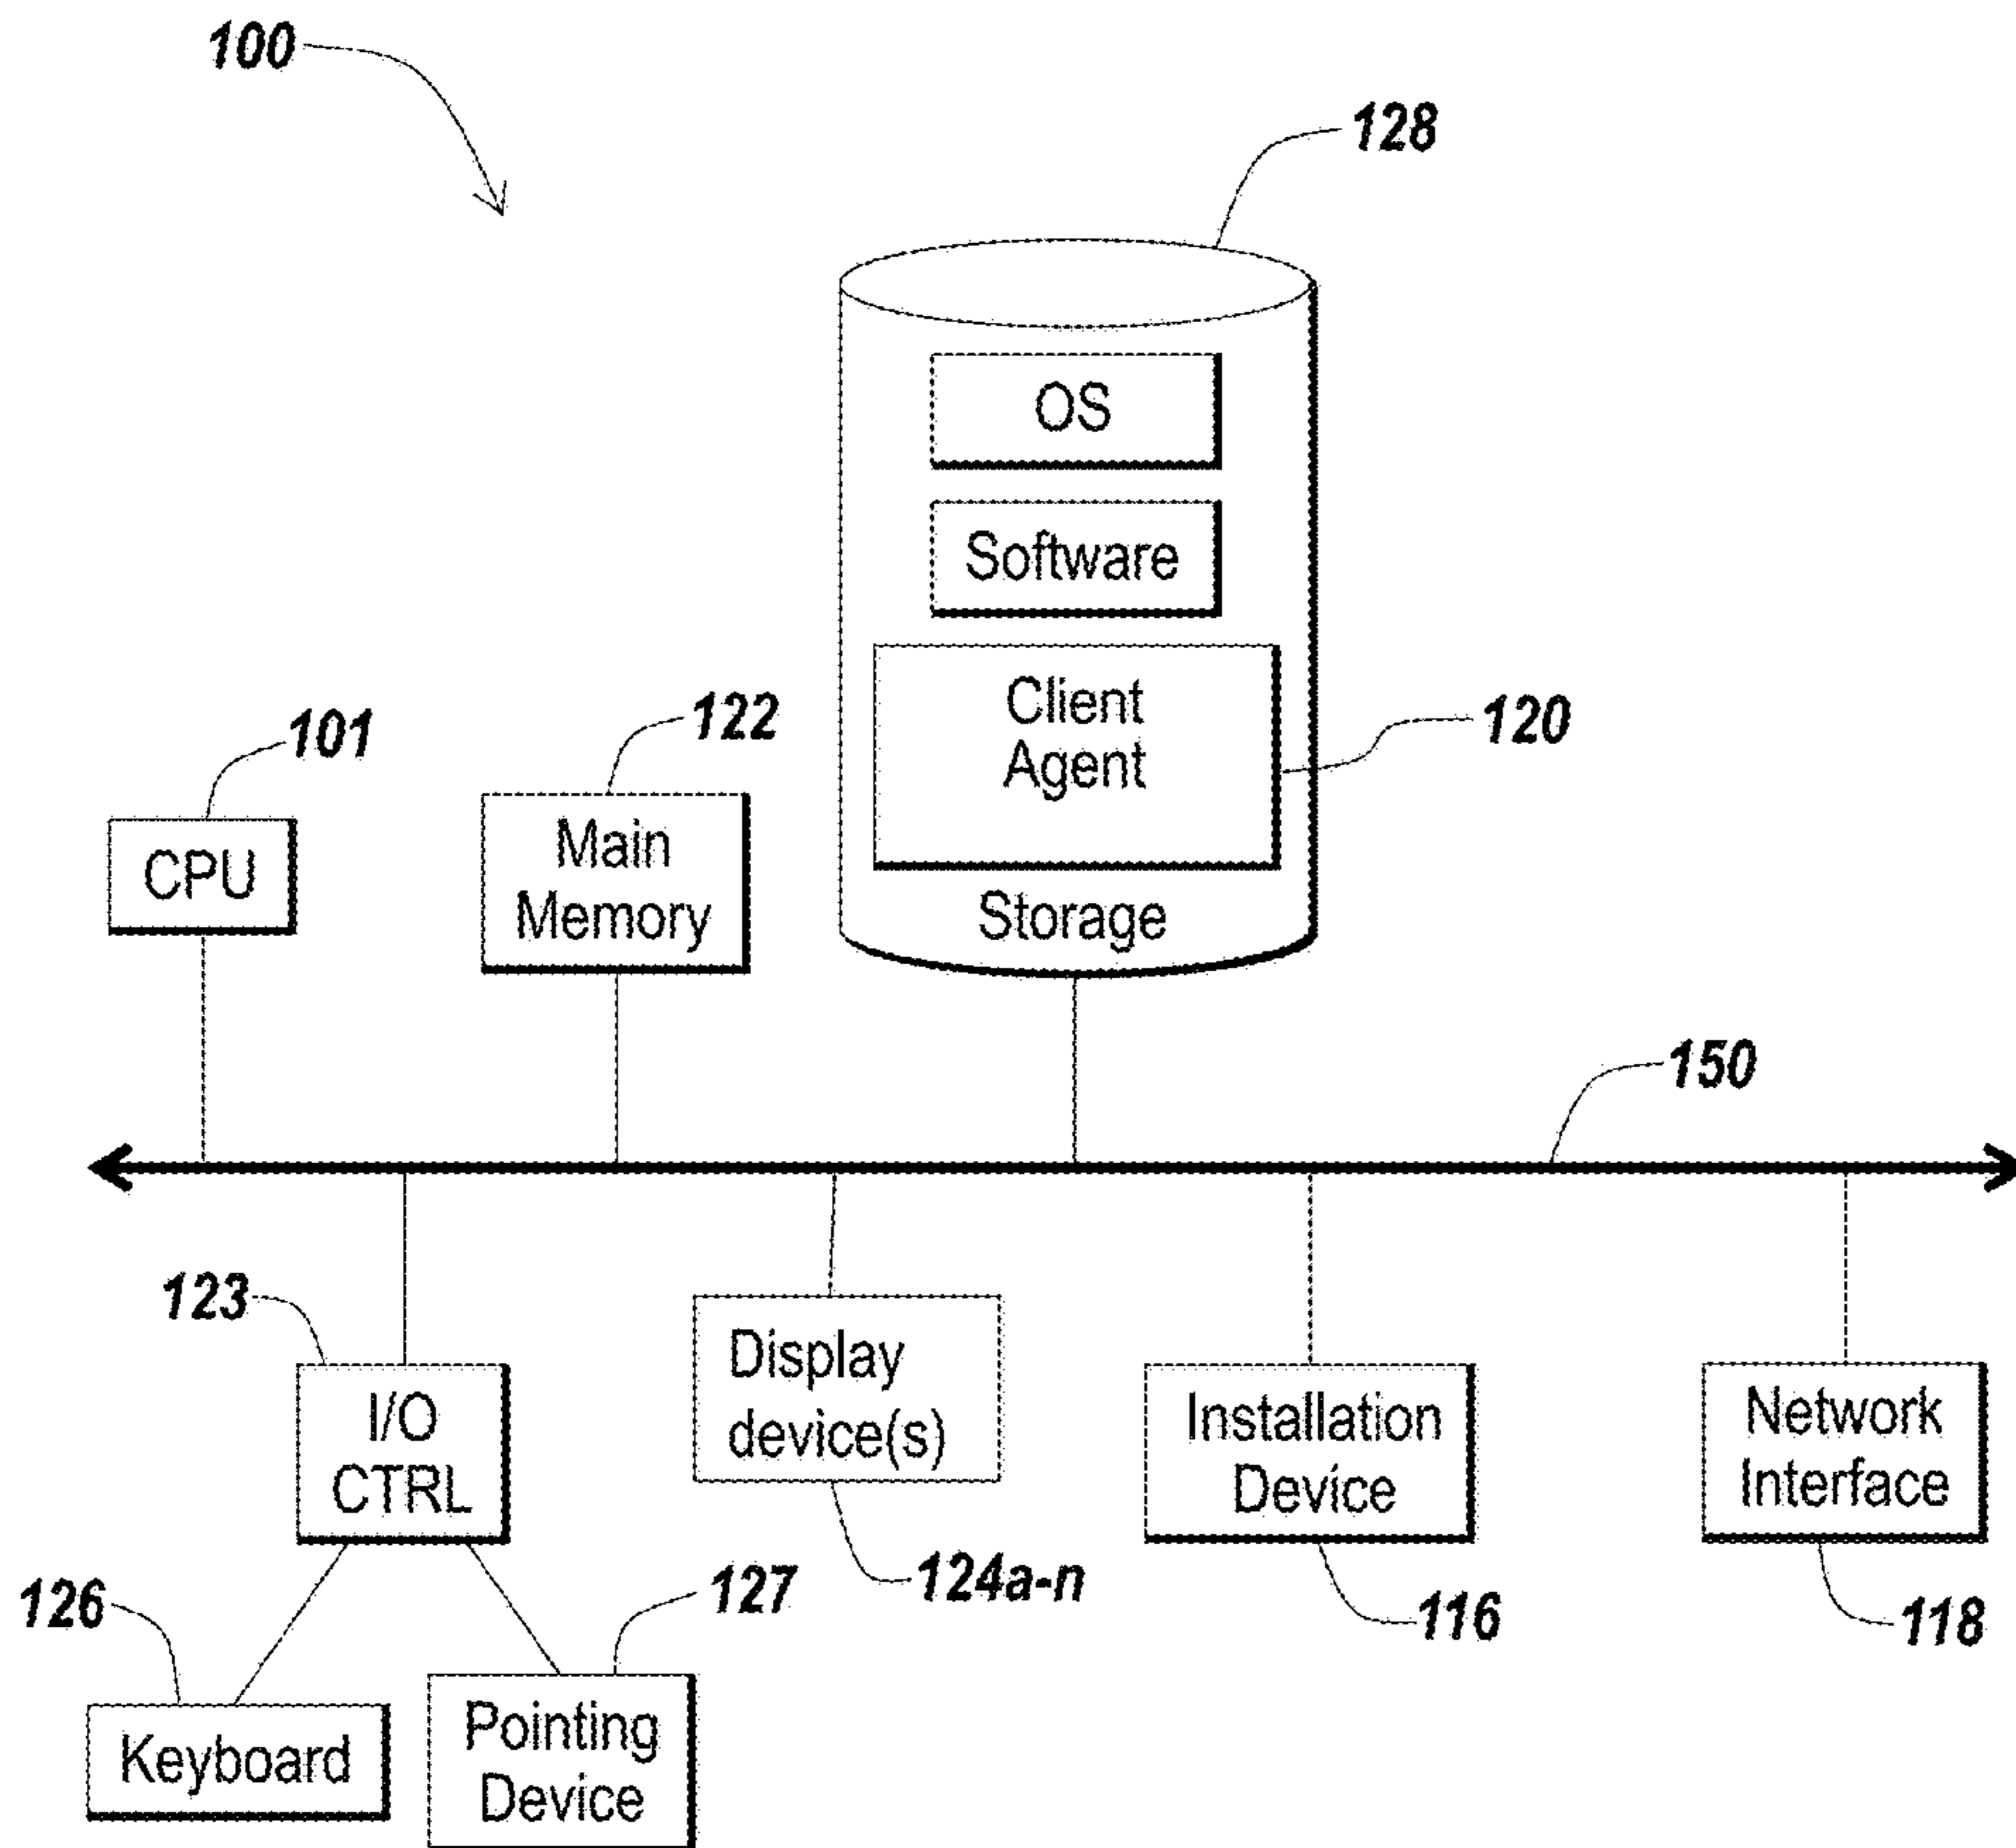 100
128
OS
Software
Client
Agent
120
Storage
101
CPU
122
Main
Memory
150
123
I/O
CTRL
Display
device(s)
124a-n
Installation
Device
116
Network
Interface
118
126
Keyboard
127
Pointing
Device